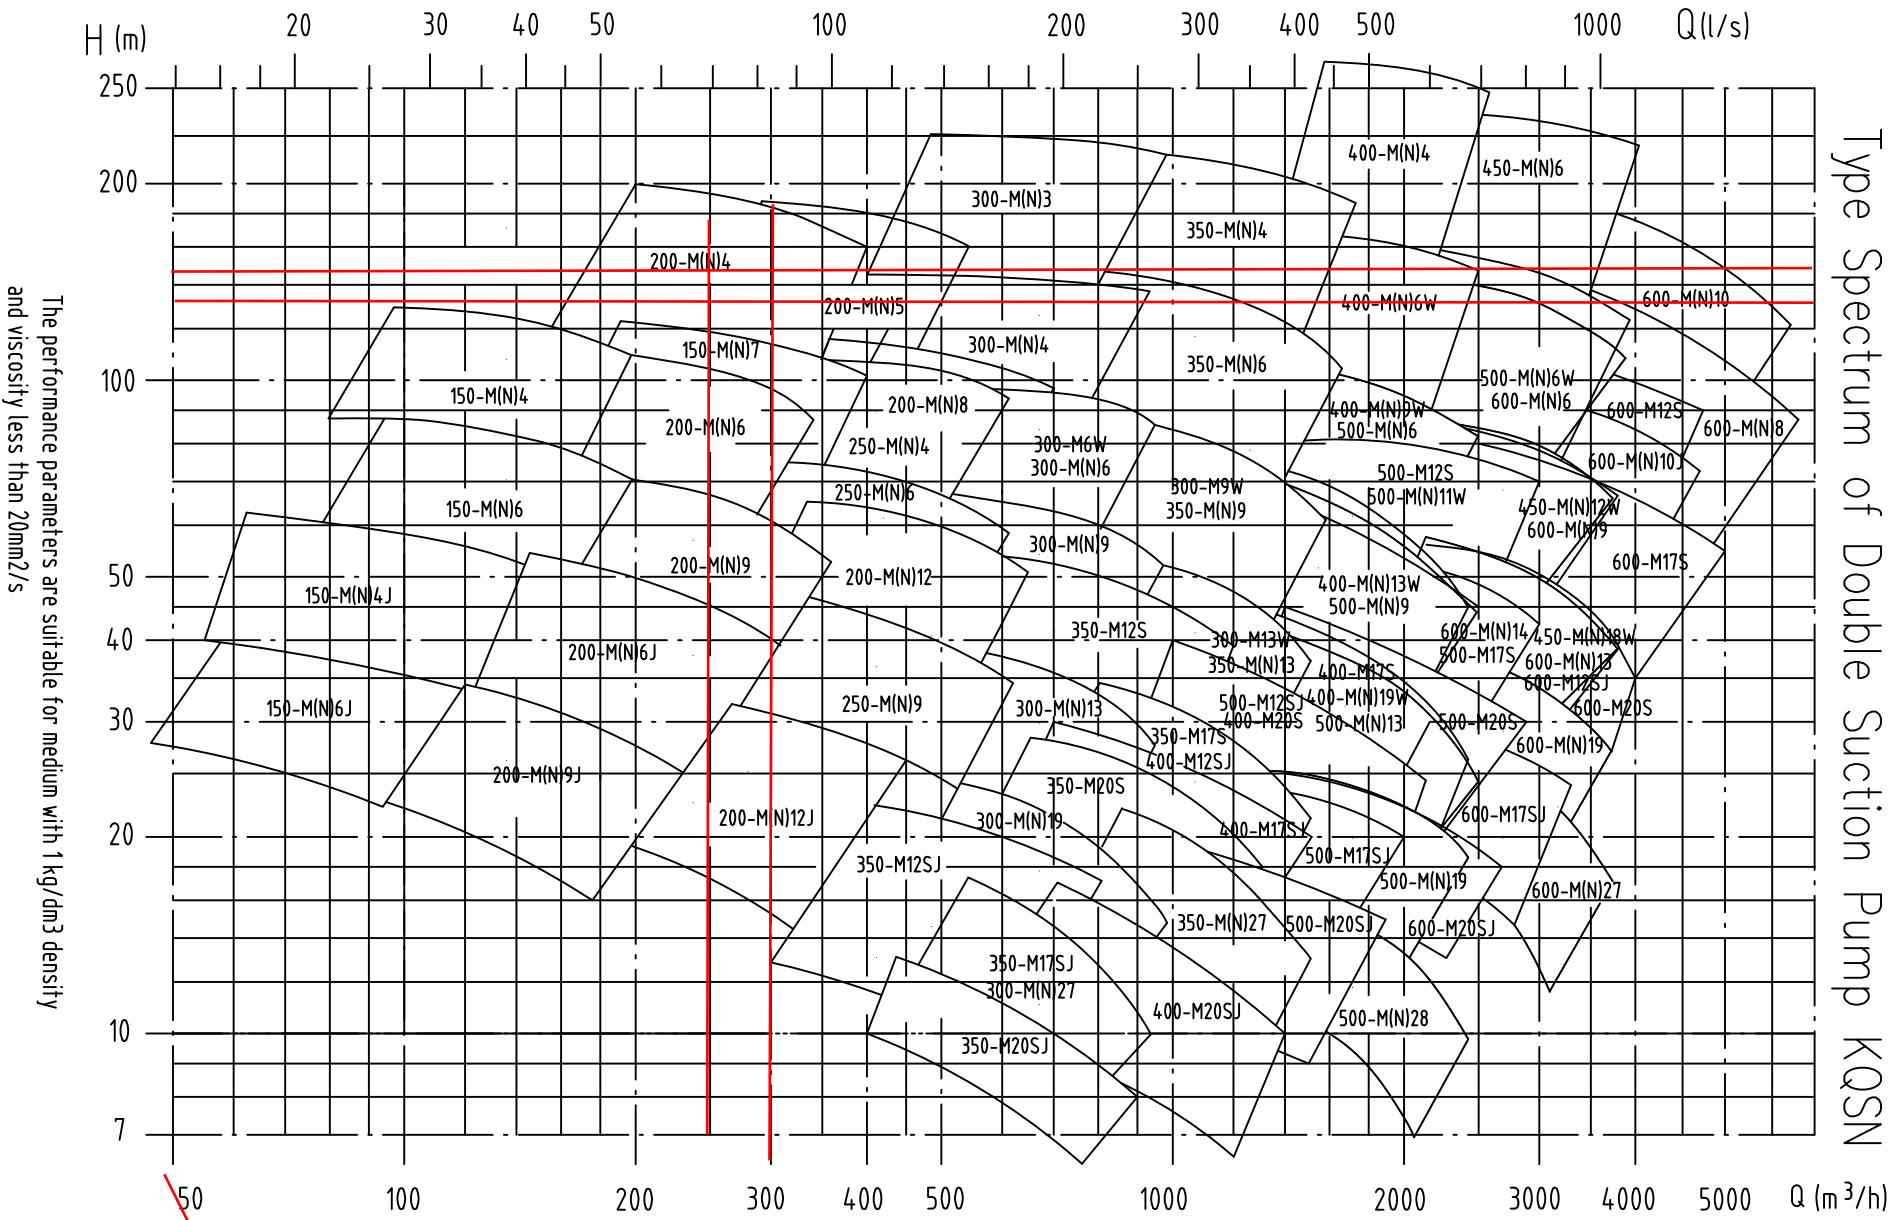 H (m)
20 30 40 50 100 200 300 400 500 1000 Q(l/s)
250
200
100
50
40
30
20
10
7
50 100 200 300 400 500 1000 2000 3000 4000 5000 Q (m³/h)
Type Spectrum of Double Suction Pump KQSN
The performance parameters are suitable for medium with 1kg/dm3 density
and viscosity less than 20mm2/s
400-M(N)4
450-M(N)6
300-M(N)3
350-M(N)4
200-M(N)4
200-M(N)5
400-M(N)6W
600-M(N)10
150-M(N)7
300-M(N)4
350-M(N)6
500-M(N)6W
600-M(N)6
150-M(N)4
200-M(N)8
400-M(N)9W
500-M(N)6
600-M12S
600-M(N)8
200-M(N)6
250-M(N)4
300-M6W
300-M(N)6
500-M12S
500-M(N)11W
600-M(N)10J
250-M(N)6
300-M9W
350-M(N)9
450-M(N)12W
600-M(N)9
150-M(N)6
300-M(N)9
600-M17S
200-M(N)9
200-M(N)12
400-M(N)13W
500-M(N)9
150-M(N)4J
350-M12S
300-M13W
350-M(N)13
600-M(N)14
500-M17S
450-M(N)18W
600-M(N)13
600-M12SJ
200-M(N)6J
400-M17S
400-M(N)19W
500-M(N)13
500-M12SJ
400-M20S
600-M20S
150-M(N)6J
250-M(N)9
300-M(N)13
500-M20S
350-M17S
400-M12SJ
600-M(N)19
200-M(N)9J
350-M20S
200-M(N)12J
300-M(N)19
400-M17SJ
600-M17SJ
350-M12SJ
500-M17SJ
500-M(N)19
600-M(N)27
350-M(N)27
500-M20SJ
600-M20SJ
350-M17SJ
300-M(N)27
400-M20SJ
500-M(N)28
350-M20SJ